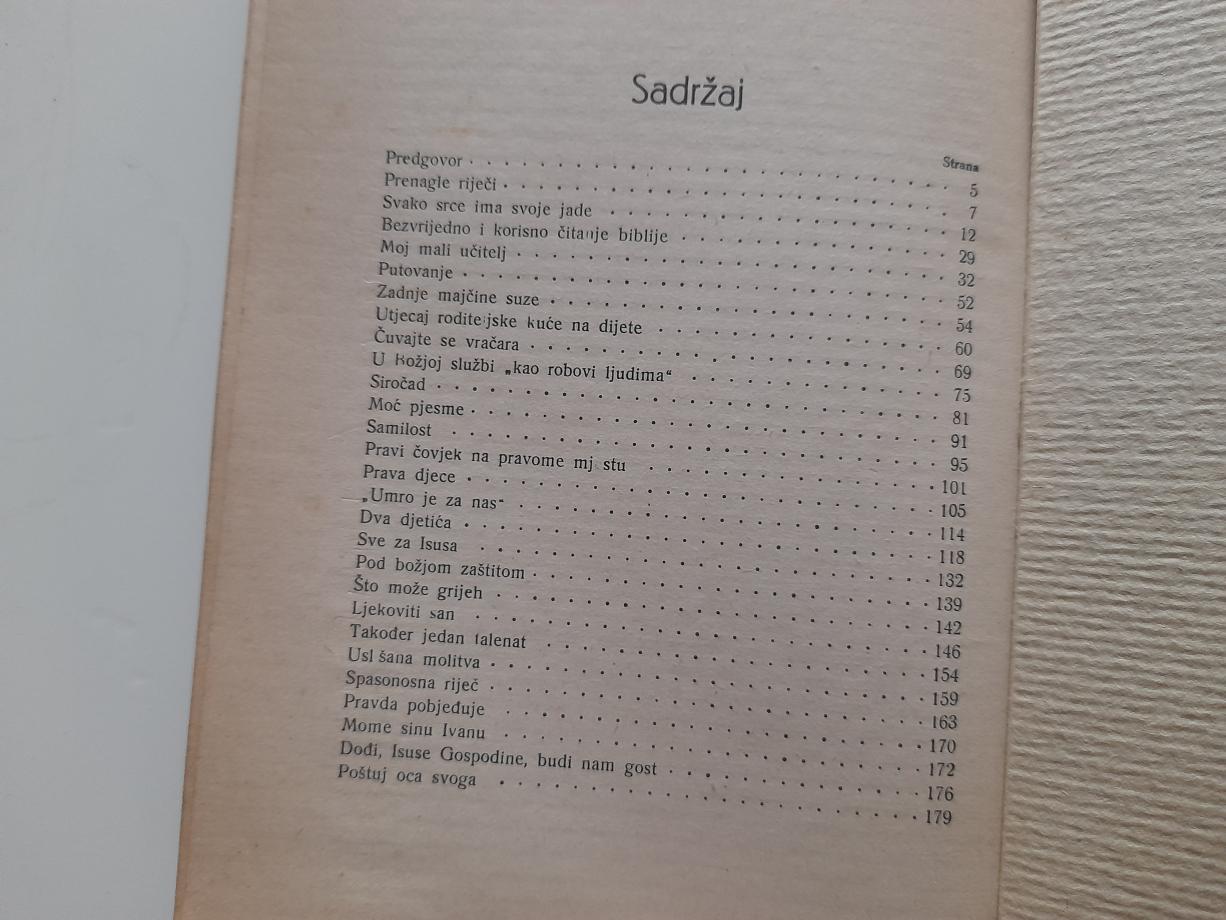 Sadržaj
Strana
Predgovor . . . . . . . . . . . . . . . . 5
Prenagle riječi . . . . . . . . . . . . . . . . 7
Svako srce ima svoje jade . . . . . . . . . . . . 12
Bezvrijedno i korisno čitanje biblije . . . . . . . . . . 29
Moj mali učitelj . . . . . . . . . . . . . . . 32
Putovanje . . . . . . . . . . . . . . . . . 52
Zadnje majčine suze . . . . . . . . . . . . . . 54
Utjecaj roditeljske kuće na dijete . . . . . . . . . . 60
Čuvajte se vračara . . . . . . . . . . . . . . 69
U Božjoj službi „kao robovi ljudima“ . . . . . . . . . 75
Siročad . . . . . . . . . . . . . . . . . 81
Moć pjesme . . . . . . . . . . . . . . . . 91
Samilost . . . . . . . . . . . . . . . . . 95
Pravi čovjek na pravome mj stu . . . . . . . . . . 101
Prava djece . . . . . . . . . . . . . . . . 105
„Umro je za nas“ . . . . . . . . . . . . . . 114
Dva djetića . . . . . . . . . . . . . . . . 118
Sve za Isusa . . . . . . . . . . . . . . . . 132
Pod božjom zaštitom . . . . . . . . . . . . . . 139
Što može grijeh . . . . . . . . . . . . . . . 142
Ljekoviti san . . . . . . . . . . . . . . . . 146
Također jedan talenat . . . . . . . . . . . . . 154
Usl šana molitva . . . . . . . . . . . . . . . 159
Spasonosna riječ . . . . . . . . . . . . . . . 163
Pravda pobjeđuje . . . . . . . . . . . . . . . 170
Mome sinu Ivanu . . . . . . . . . . . . . . . 172
Dođi, Isuse Gospodine, budi nam gost . . . . . . . . . 176
Poštuj oca svoga . . . . . . . . . . . . . . . 179